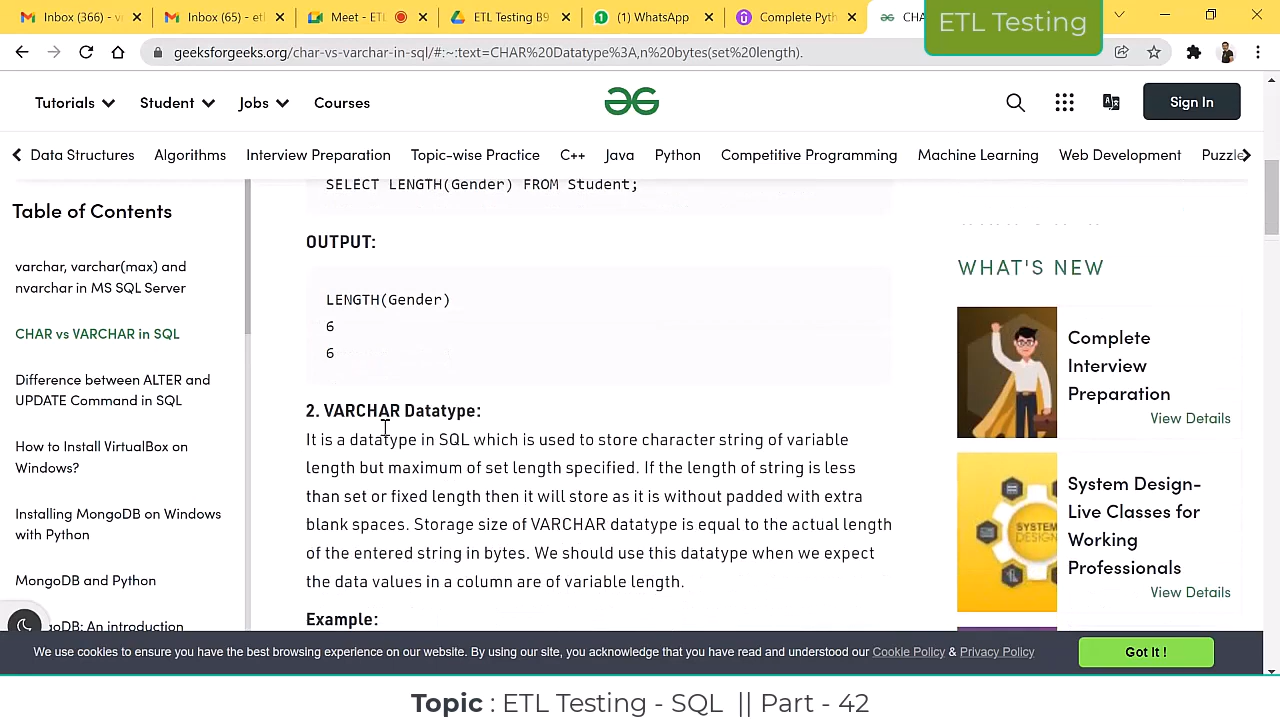 Inbox (366) - v
Inbox (65) - etl
Meet - ETL
ETL Testing B9
(1) WhatsApp
Complete Pyth
CHA
ETL Testing
geeksforgeeks.org/char-vs-varchar-in-sql/#:~:text=CHAR%20Datatype%3A,n%20bytes(set%20length).
Tutorials
Student
Jobs
Courses
Sign In
Data Structures
Algorithms
Interview Preparation
Topic-wise Practice
C++
Java
Python
Competitive Programming
Machine Learning
Web Development
Puzzle
Table of Contents
varchar, varchar(max) and
nvarchar in MS SQL Server
CHAR vs VARCHAR in SQL
Difference between ALTER and
UPDATE Command in SQL
How to Install VirtualBox on
Windows?
Installing MongoDB on Windows
with Python
MongoDB and Python
oDB: An introduction
SELECT LENGTH(Gender) FROM Student;
OUTPUT:
LENGTH(Gender)
6
6
2. VARCHAR Datatype:
It is a datatype in SQL which is used to store character string of variable
length but maximum of set length specified. If the length of string is less
than set or fixed length then it will store as it is without padded with extra
blank spaces. Storage size of VARCHAR datatype is equal to the actual length
of the entered string in bytes. We should use this datatype when we expect
the data values in a column are of variable length.
Example:
WHAT'S NEW
Complete
Interview
Preparation
View Details
SYSTEM
DESIGN
System Design-
Live Classes for
Working
Professionals
View Details
We use cookies to ensure you have the best browsing experience on our website. By using our site, you acknowledge that you have read and understood our Cookie Policy & Privacy Policy
Got It !
Topic : ETL Testing - SQL || Part - 42